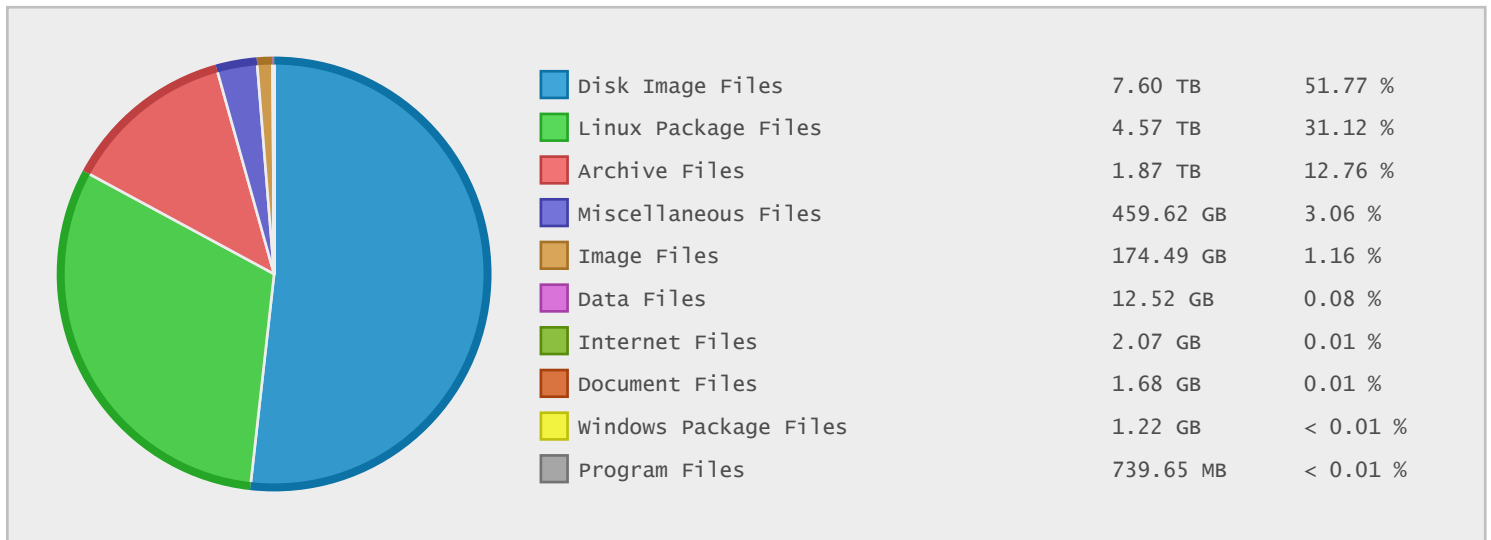 Disk Image Files 7.60 TB 51.77 %
Linux Package Files 4.57 TB 31.12 %
Archive Files 1.87 TB 12.76 %
Miscellaneous Files 459.62 GB 3.06 %
Image Files 174.49 GB 1.16 %
Data Files 12.52 GB 0.08 %
Internet Files 2.07 GB 0.01 %
Document Files 1.68 GB 0.01 %
Windows Package Files 1.22 GB < 0.01 %
Program Files 739.65 MB < 0.01 %